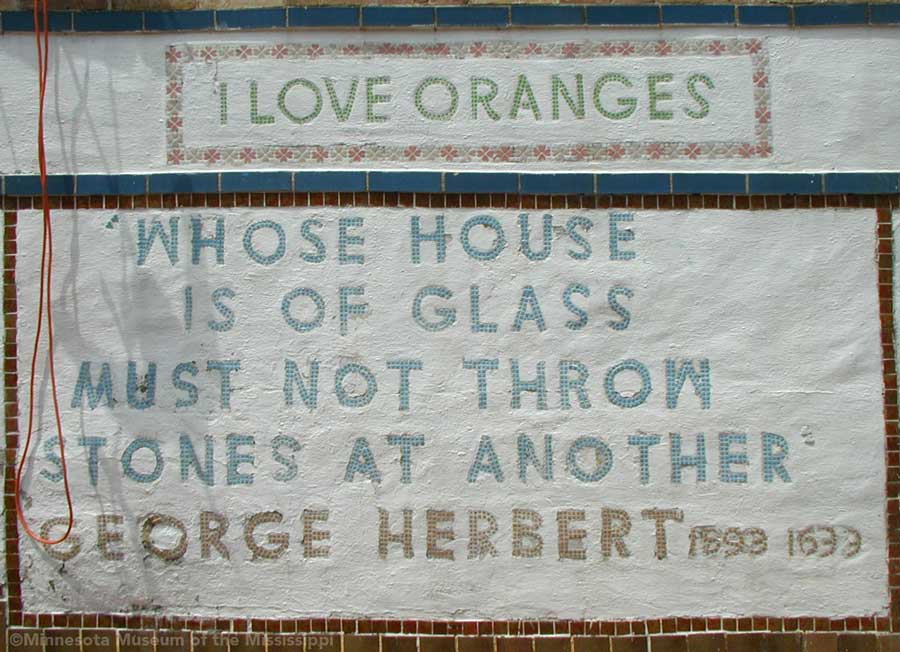 I LOVE ORANGES
"WHOSE HOUSE
IS OF GLASS
MUST NOT THROW
STONES AT ANOTHER"
GEORGE HERBERT 1593 1633
©Minnesota Museum of the Mississippi